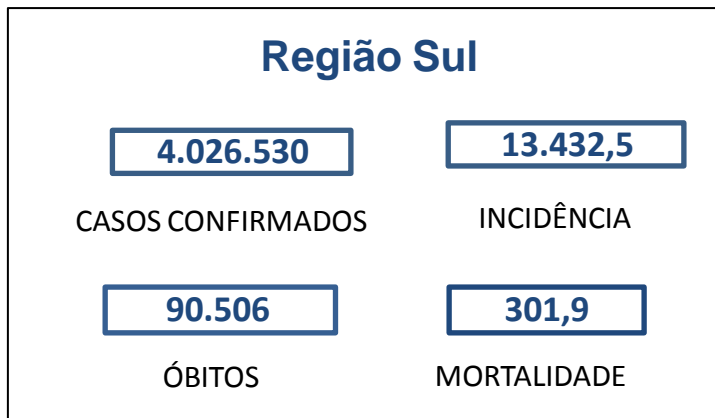 Região Sul
4.026.530
13.432,5
CASOS CONFIRMADOS
INCIDÊNCIA
90.506
301,9
ÓBITOS
MORTALIDADE